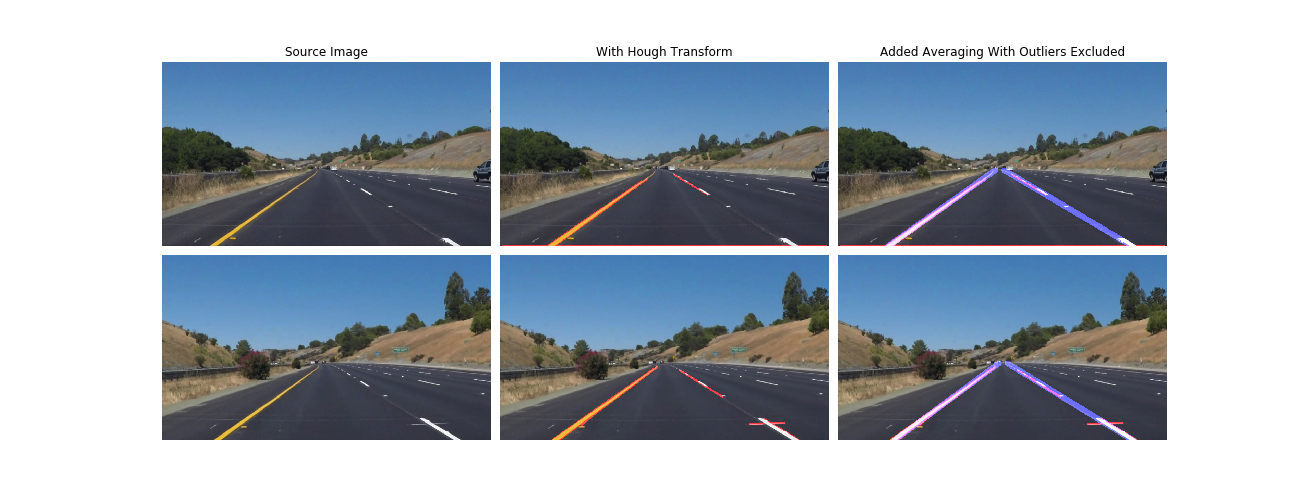 Source Image
With Hough Transform
Added Averaging With Outliers Excluded